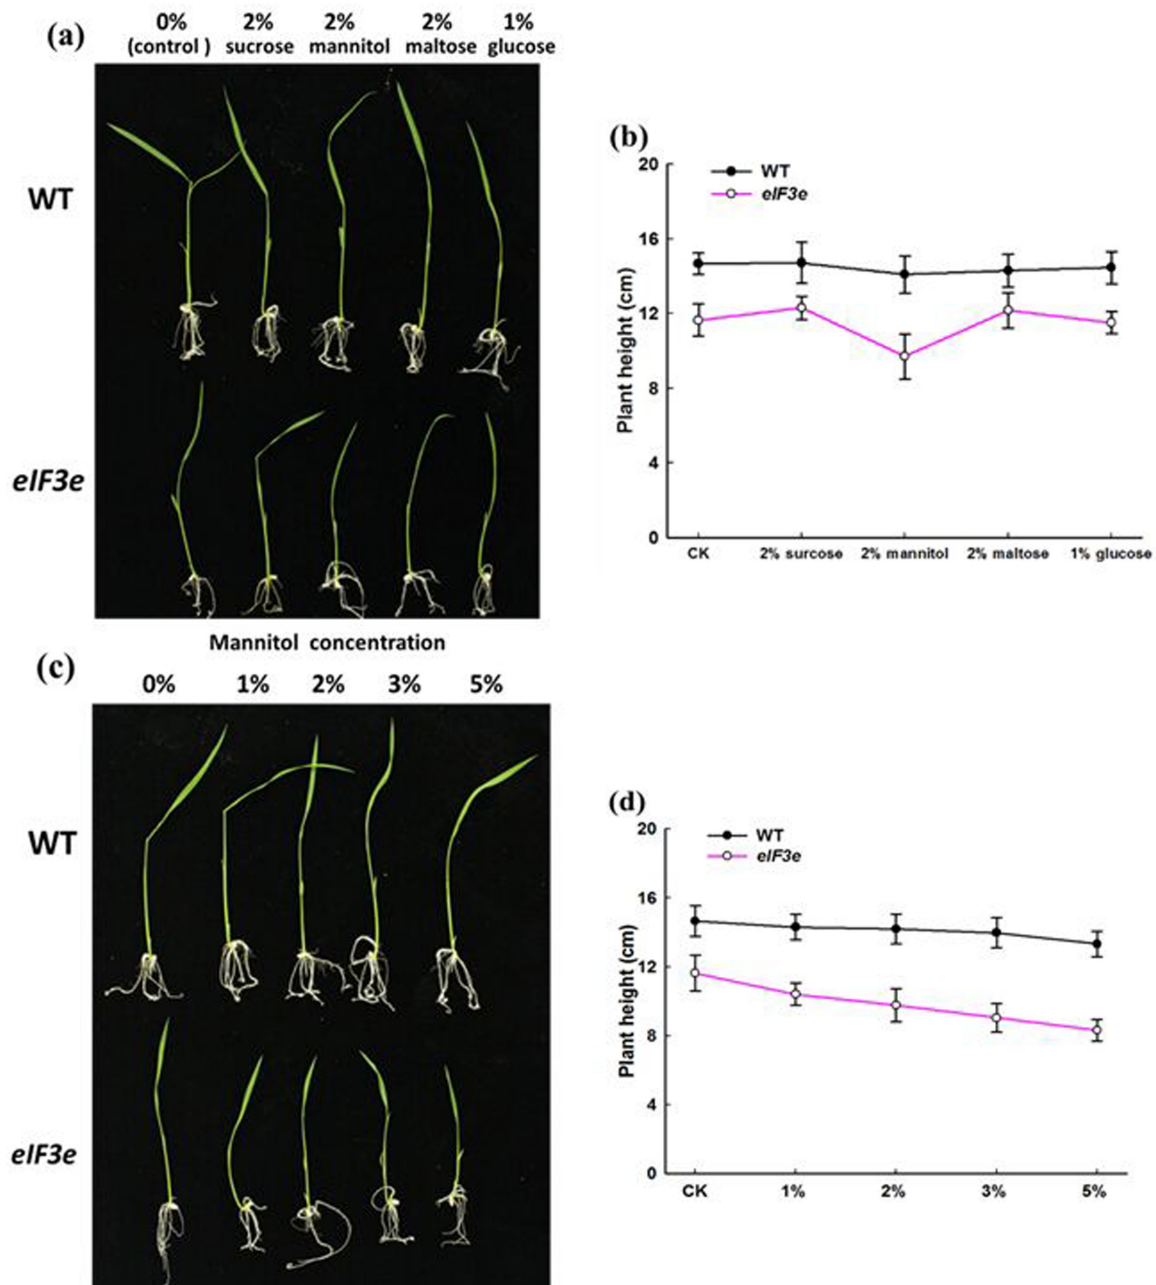 (a)
0% 2% 2% 2% 1%
(control ) sucrose mannitol maltose glucose
WT
eIF3e
(b)
WT
eIF3e
Plant height (cm)
20
16
12
8
4
0
CK 2% surcose 2% mannitol 2% maltose 1% glucose
Mannitol concentration
(c)
0% 1% 2% 3% 5%
WT
eIF3e
(d)
WT
eIF3e
Plant height (cm)
20
16
12
8
4
0
CK 1% 2% 3% 5%